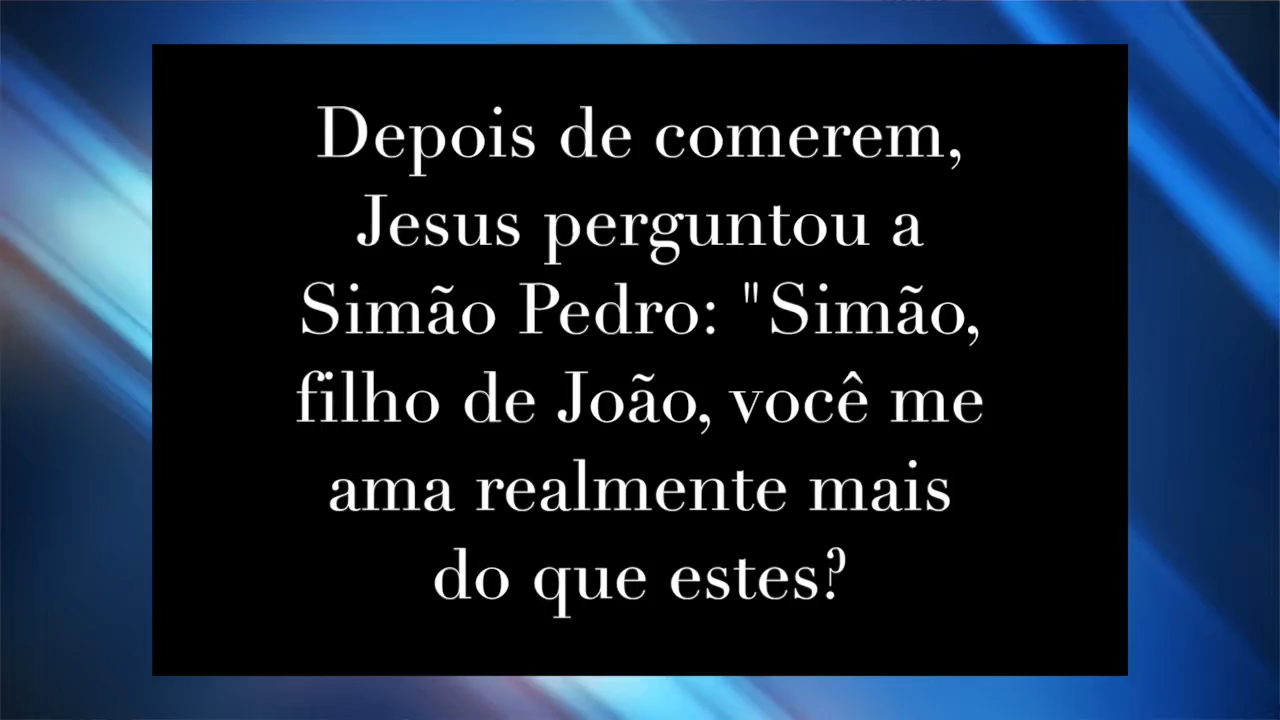 Depois de comerem,
Jesus perguntou a
Simão Pedro: "Simão,
filho de João, você me
ama realmente mais
do que estes?